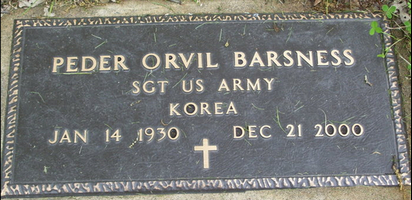 PEDER ORVIL BARSNESS
SGT US ARMY
KOREA
JAN 14 1930 DEC 21 2000